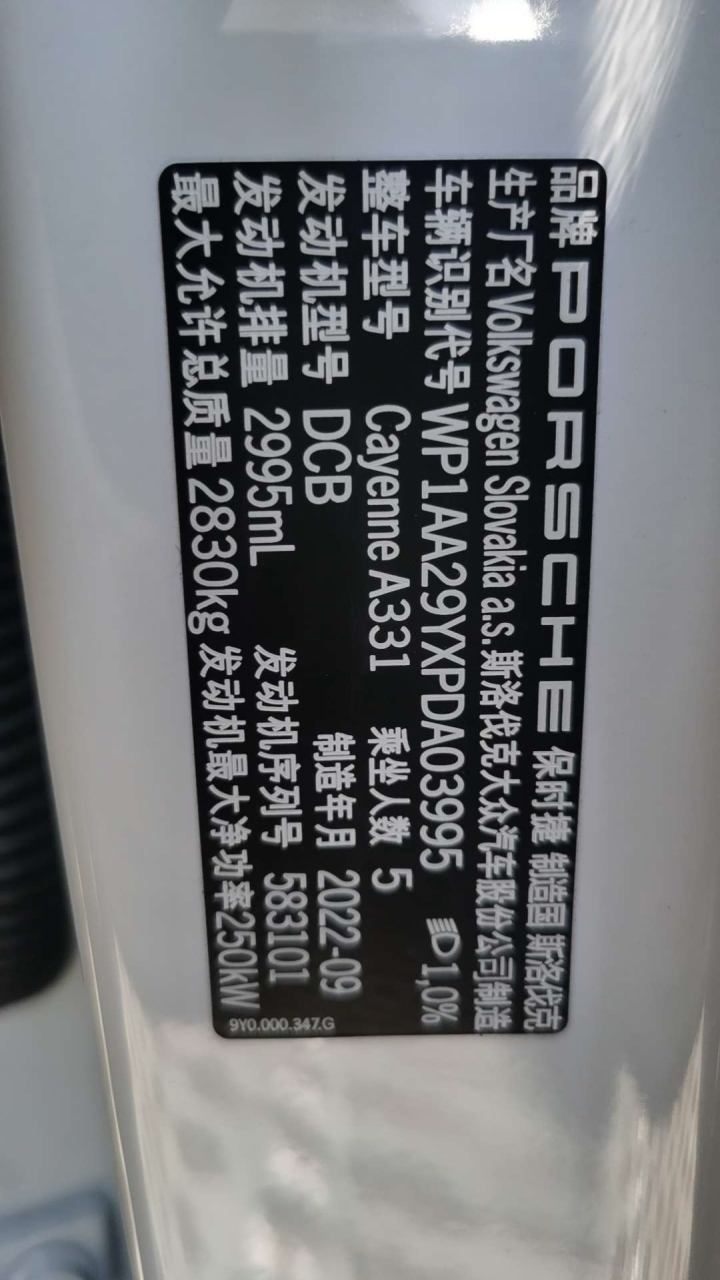 品牌 PORSCHE 保时捷 制造国 斯洛伐克
生产厂名 Volkswagen Slovakia a.s. 斯洛伐克大众汽车股份公司制造
车辆识别代号 WP1AA29YXPDA03995 1,0%
整车型号 Cayenne A331 乘坐人数 5
发动机型号 DCB 制造年月 2022-09
发动机排量 2995mL 发动机序列号 583101
最大允许总质量 2830kg 发动机最大净功率 250kW
9Y0.000.347.G